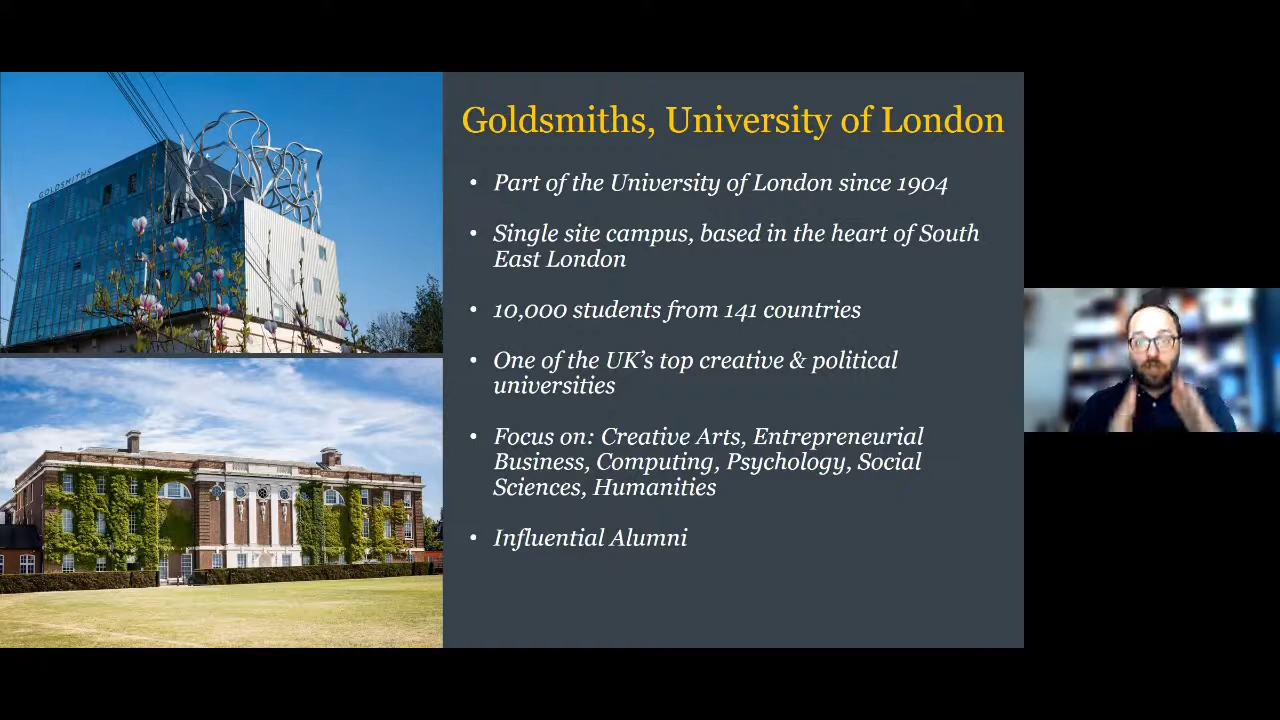 GOLDSMITHS
Goldsmiths, University of London
• Part of the University of London since 1904
• Single site campus, based in the heart of South
East London
• 10,000 students from 141 countries
• One of the UK's top creative & political
universities
• Focus on: Creative Arts, Entrepreneurial
Business, Computing, Psychology, Social
Sciences, Humanities
• Influential Alumni